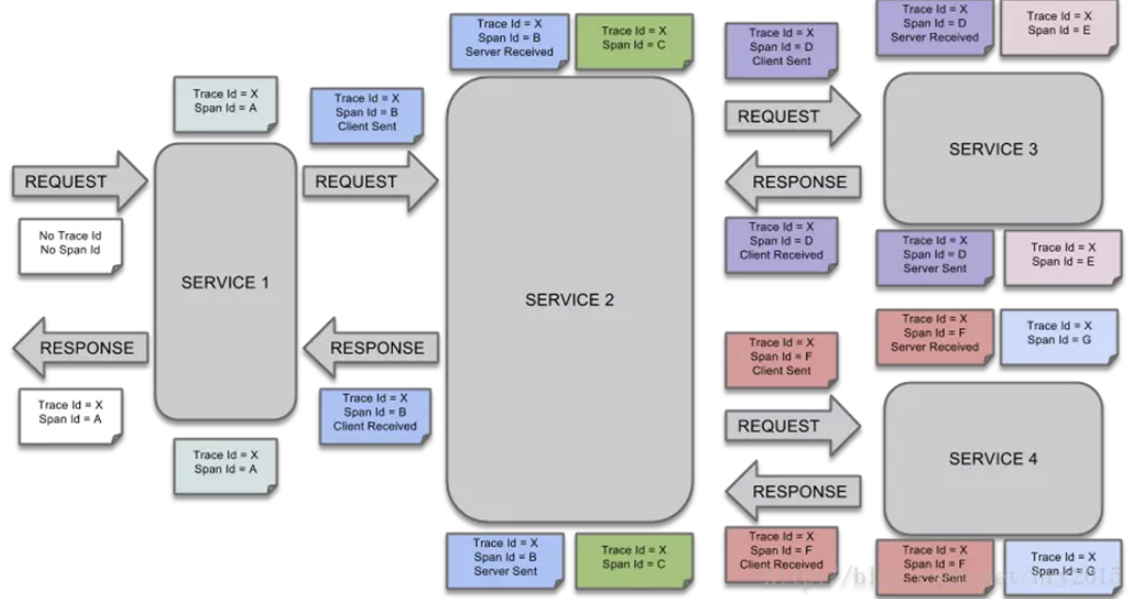 Trace Id = X
Span Id = B
Server Received
Trace Id = X
Span Id = C
Trace Id = X
Span Id = D
Client Sent
Trace Id = X
Span Id = D
Server Received
Trace Id = X
Span Id = E
Trace Id = X
Span Id = A
Trace Id = X
Span Id = B
Client Sent
REQUEST
SERVICE 3
REQUEST
REQUEST
RESPONSE
No Trace Id
No Span Id
Trace Id = X
Span Id = D
Client Received
Trace Id = X
Span Id = D
Server Sent
Trace Id = X
Span Id = E
SERVICE 1
SERVICE 2
Trace Id = X
Span Id = F
Client Sent
Trace Id = X
Span Id = F
Server Received
Trace Id = X
Span Id = G
RESPONSE
RESPONSE
Trace Id = X
Span Id = A
Trace Id = X
Span Id = B
Client Received
REQUEST
SERVICE 4
Trace Id = X
Span Id = A
RESPONSE
Trace Id = X
Span Id = B
Server Sent
Trace Id = X
Span Id = C
Trace Id = X
Span Id = F
Client Received
Trace Id = X
Span Id = F
Server Sent
Trace Id = X
Span Id = G